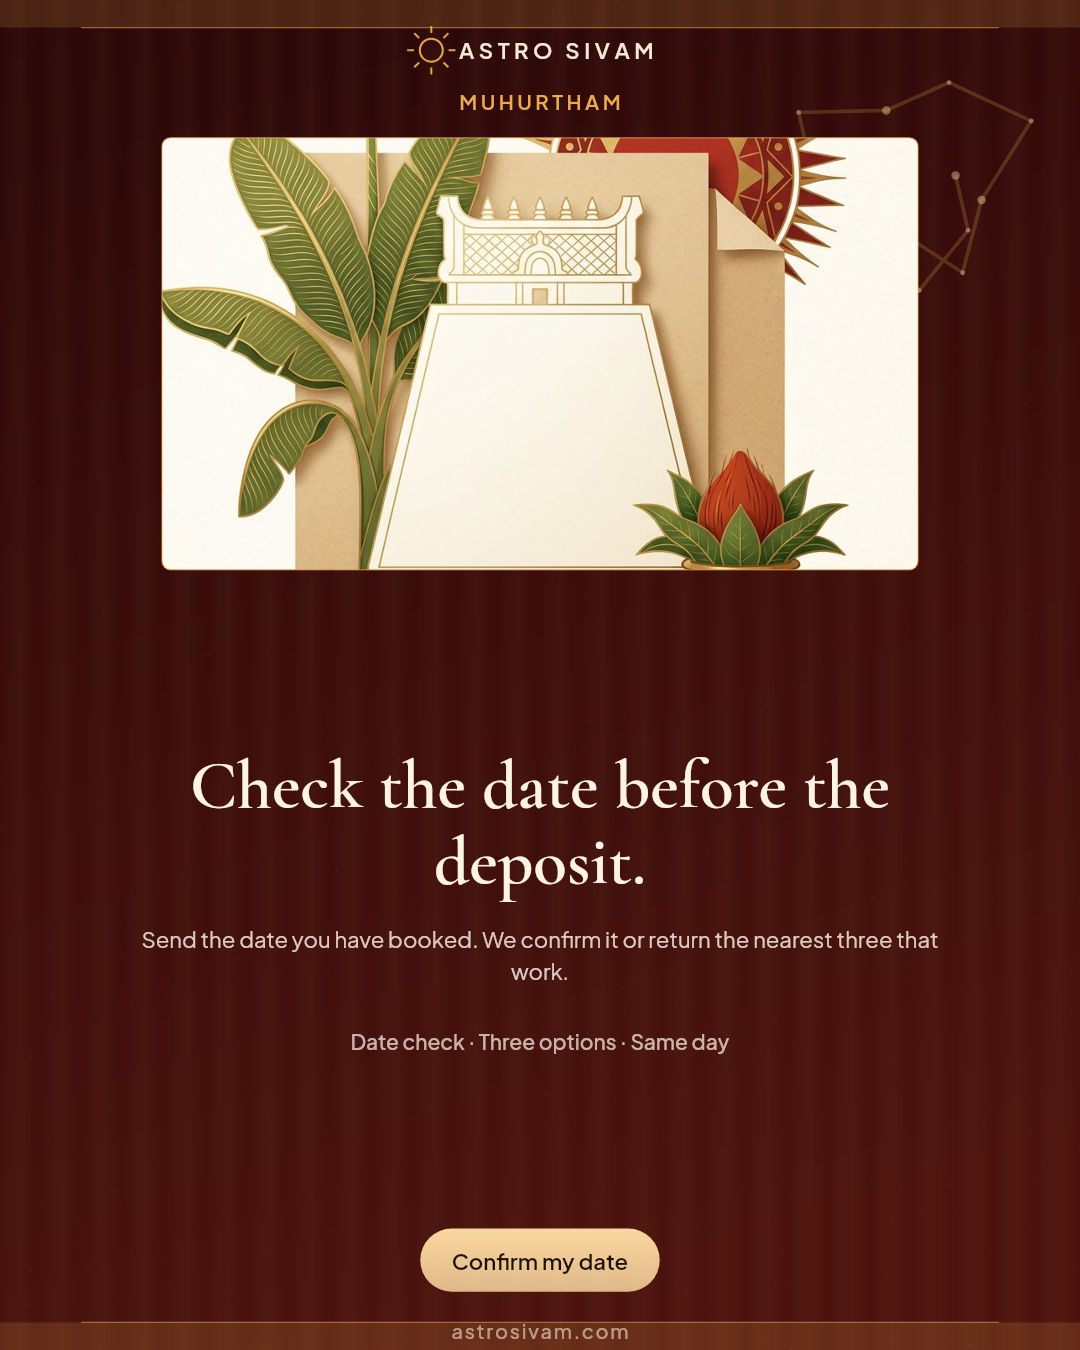 ASTRO SIVAM
MUHURTHAM
Check the date before the
deposit.
Send the date you have booked. We confirm it or return the nearest three that
work.
Date check · Three options · Same day
Confirm my date
astrosivam.com